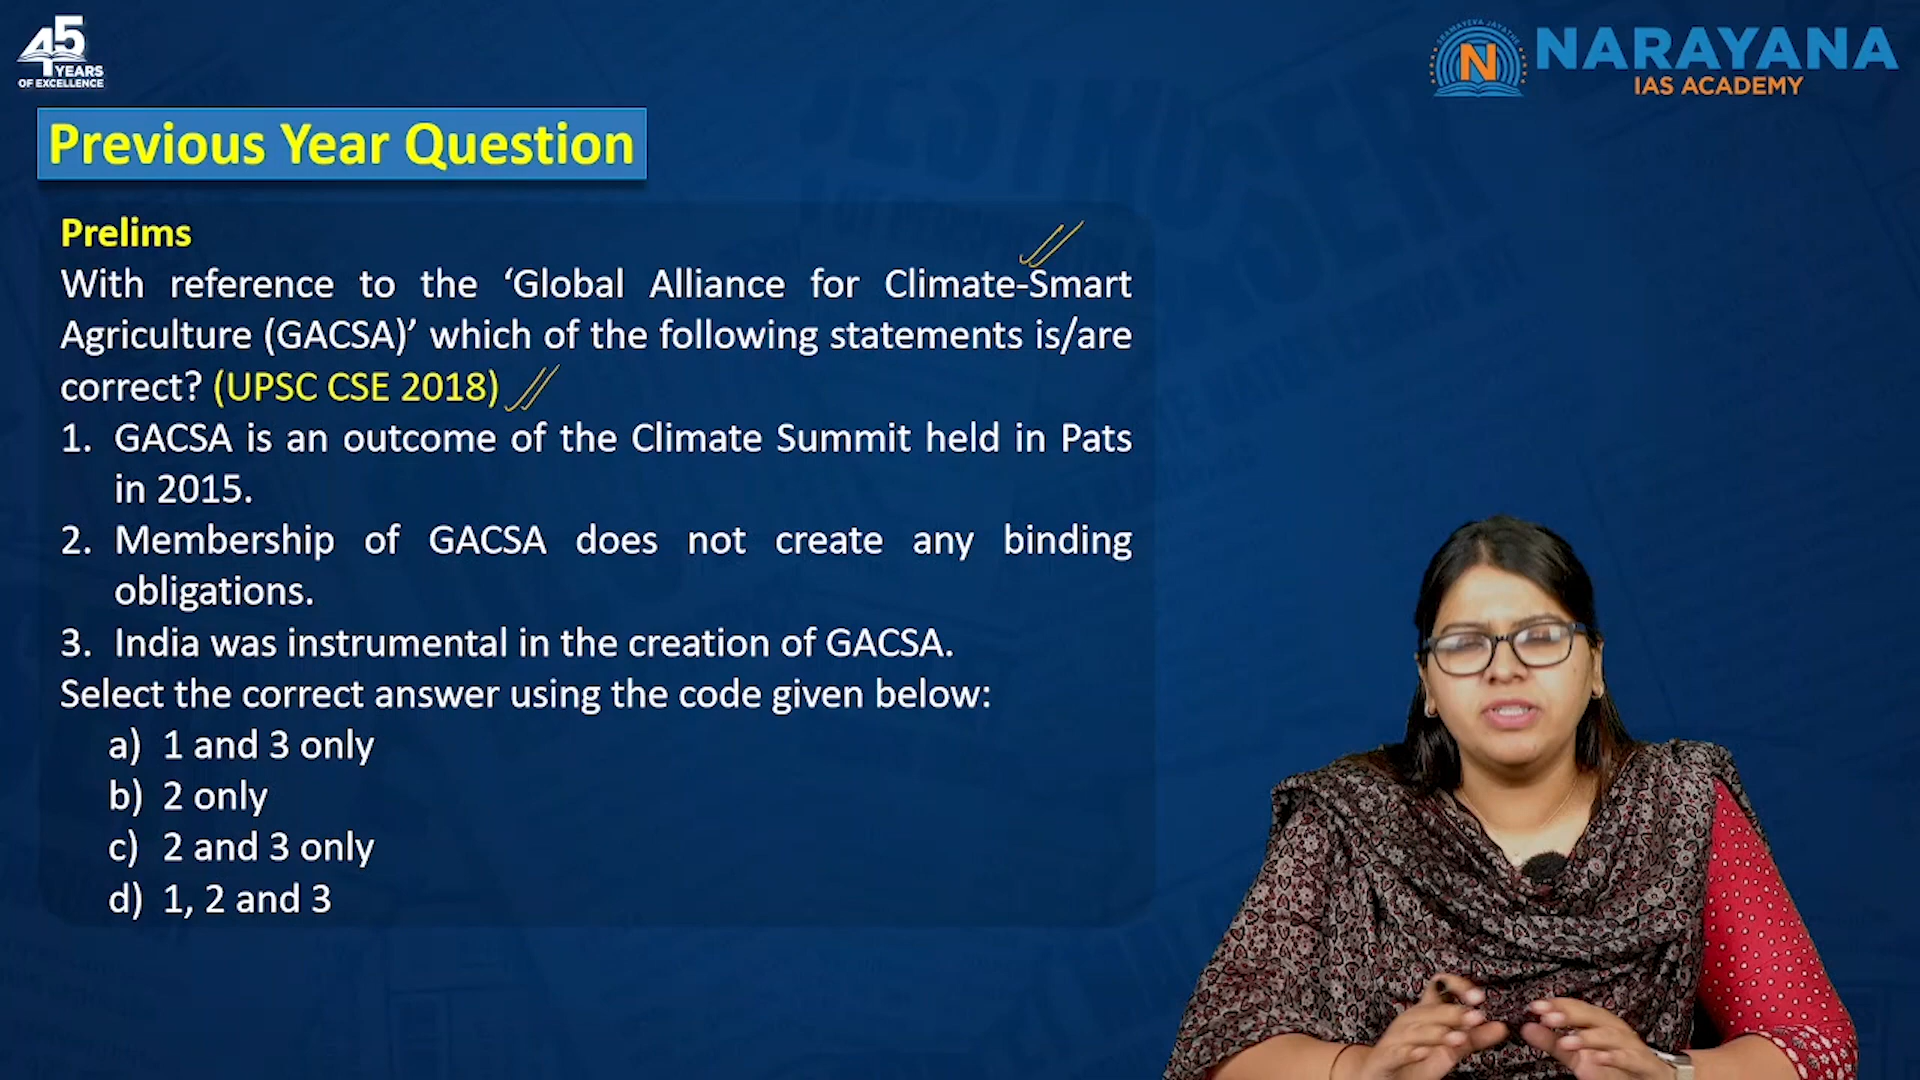 45
YEARS
OF EXCELLENCE
NARAYANA
IAS ACADEMY
Previous Year Question
Prelims
With reference to the ‘Global Alliance for Climate-Smart
Agriculture (GACSA)’ which of the following statements is/are
correct? (UPSC CSE 2018)
1. GACSA is an outcome of the Climate Summit held in Pats
in 2015.
2. Membership of GACSA does not create any binding
obligations.
3. India was instrumental in the creation of GACSA.
Select the correct answer using the code given below:
a) 1 and 3 only
b) 2 only
c) 2 and 3 only
d) 1, 2 and 3